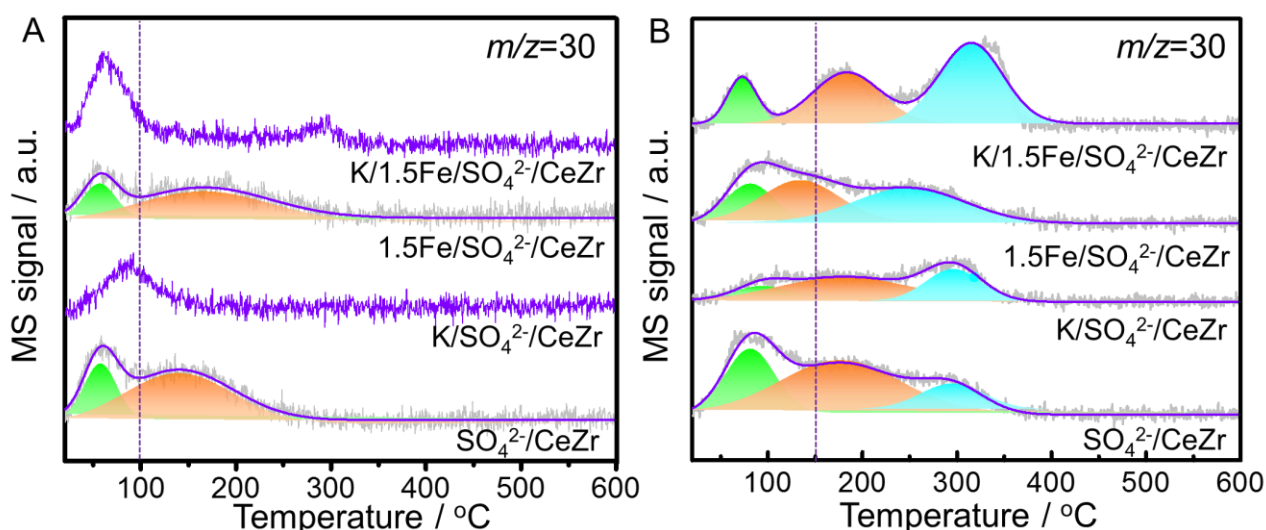 A
m/z=30
K/1.5Fe/SO₄²⁻/CeZr
1.5Fe/SO₄²⁻/CeZr
K/SO₄²⁻/CeZr
SO₄²⁻/CeZr
MS signal / a.u.
100 200 300 400 500 600
Temperature / °C
B
m/z=30
K/1.5Fe/SO₄²⁻/CeZr
1.5Fe/SO₄²⁻/CeZr
K/SO₄²⁻/CeZr
SO₄²⁻/CeZr
MS signal / a.u.
100 200 300 400 500 600
Temperature / °C